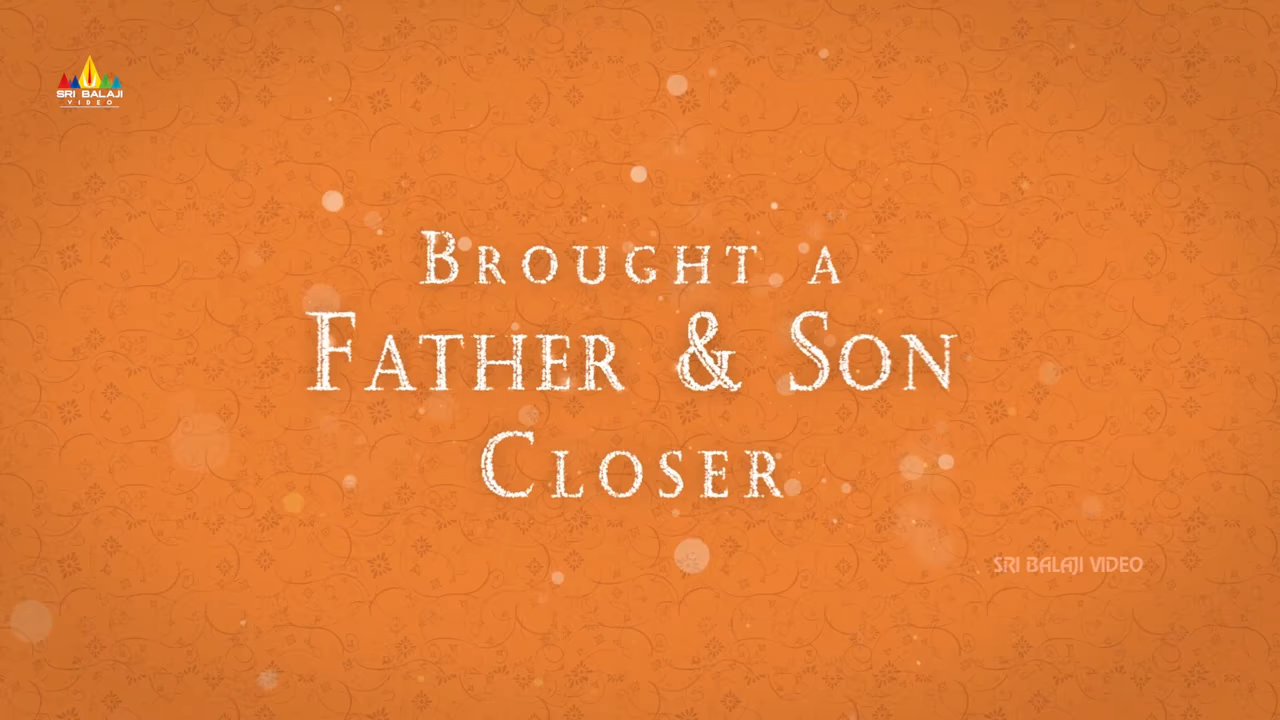 SRI BALAJI
VIDEO
BROUGHT A
FATHER & SON
CLOSER
SRI BALAJI VIDEO